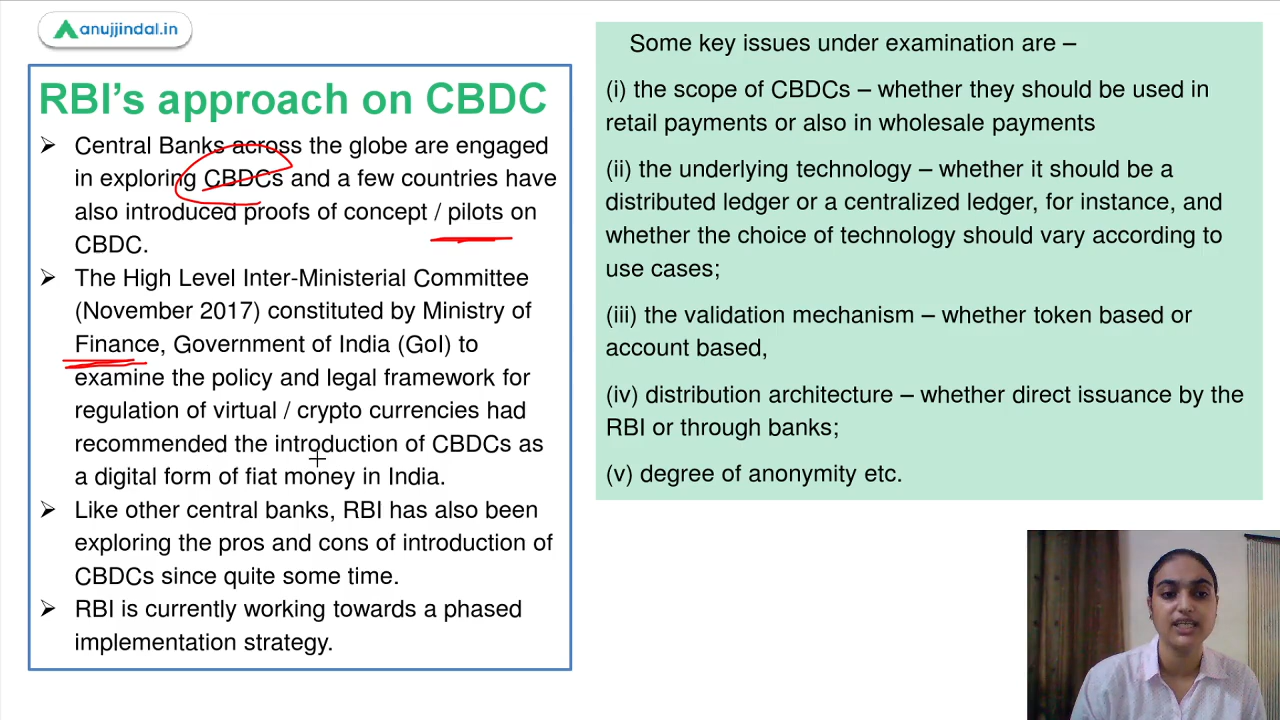 anujjindal.in
RBI's approach on CBDC
➢ Central Banks across the globe are engaged
in exploring CBDCs and a few countries have
also introduced proofs of concept / pilots on
CBDC.
➢ The High Level Inter-Ministerial Committee
(November 2017) constituted by Ministry of
Finance, Government of India (GoI) to
examine the policy and legal framework for
regulation of virtual / crypto currencies had
recommended the introduction of CBDCs as
a digital form of fiat money in India.
➢ Like other central banks, RBI has also been
exploring the pros and cons of introduction of
CBDCs since quite some time.
➢ RBI is currently working towards a phased
implementation strategy.
Some key issues under examination are –
(i) the scope of CBDCs – whether they should be used in
retail payments or also in wholesale payments
(ii) the underlying technology – whether it should be a
distributed ledger or a centralized ledger, for instance, and
whether the choice of technology should vary according to
use cases;
(iii) the validation mechanism – whether token based or
account based,
(iv) distribution architecture – whether direct issuance by the
RBI or through banks;
(v) degree of anonymity etc.